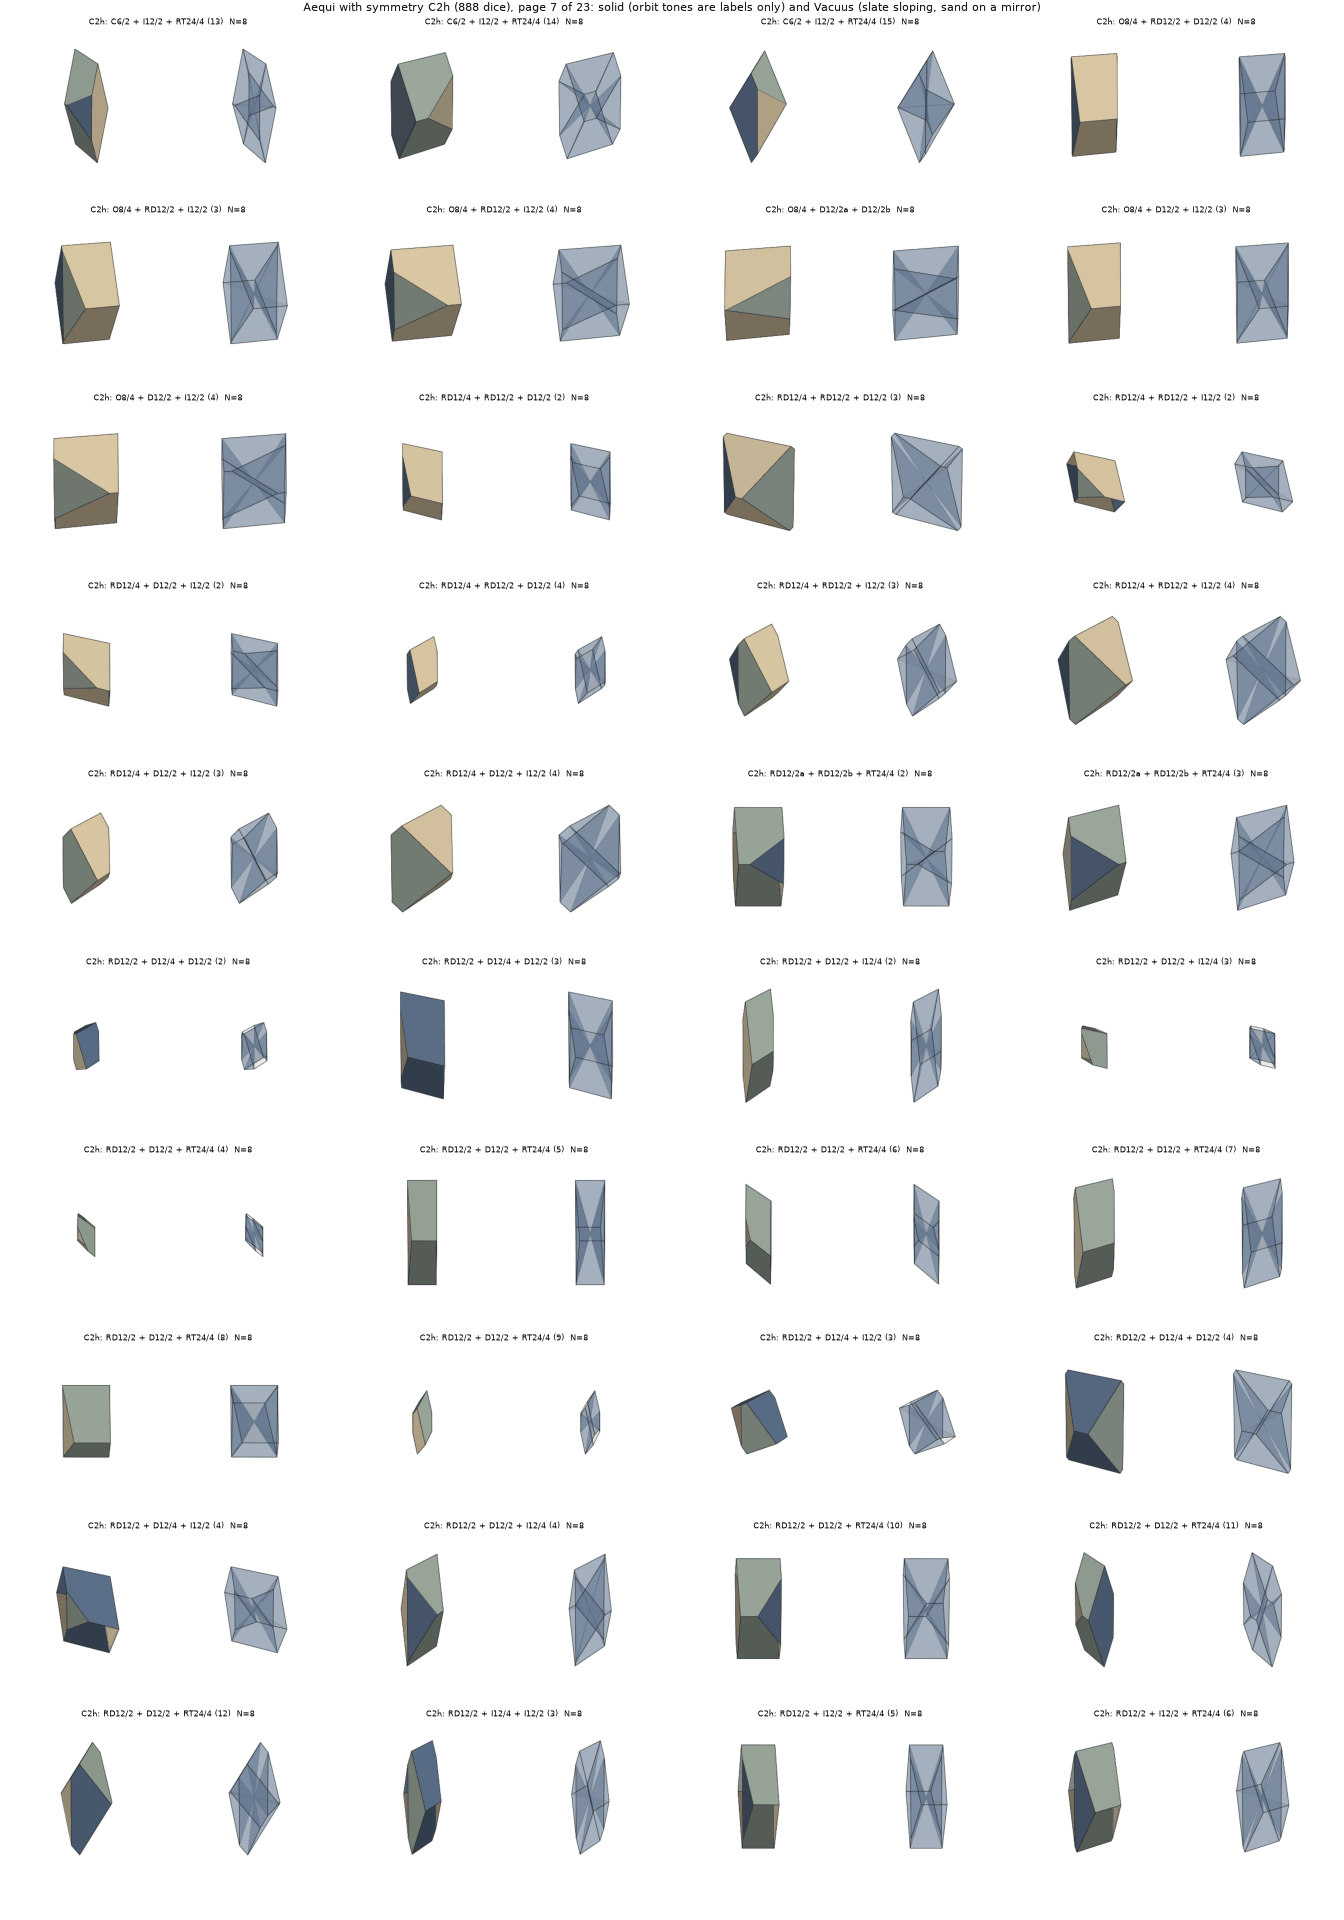 Aequi with symmetry C2h (888 dice), page 7 of 23: solid (orbit tones are labels only) and Vacuus (slate sloping, sand on a mirror)
C2h: C6/2 + I12/2 + RT24/4 (13)  N=8
C2h: C6/2 + I12/2 + RT24/4 (14)  N=8
C2h: C6/2 + I12/2 + RT24/4 (15)  N=8
C2h: O8/4 + RD12/2 + D12/2 (4)  N=8
C2h: O8/4 + RD12/2 + I12/2 (3)  N=8
C2h: O8/4 + RD12/2 + I12/2 (4)  N=8
C2h: O8/4 + D12/2a + D12/2b  N=8
C2h: O8/4 + D12/2 + I12/2 (3)  N=8
C2h: O8/4 + D12/2 + I12/2 (4)  N=8
C2h: RD12/4 + RD12/2 + D12/2 (2)  N=8
C2h: RD12/4 + RD12/2 + D12/2 (3)  N=8
C2h: RD12/4 + RD12/2 + I12/2 (2)  N=8
C2h: RD12/4 + D12/2 + I12/2 (2)  N=8
C2h: RD12/4 + RD12/2 + D12/2 (4)  N=8
C2h: RD12/4 + RD12/2 + I12/2 (3)  N=8
C2h: RD12/4 + RD12/2 + I12/2 (4)  N=8
C2h: RD12/4 + D12/2 + I12/2 (3)  N=8
C2h: RD12/4 + D12/2 + I12/2 (4)  N=8
C2h: RD12/2a + RD12/2b + RT24/4 (2)  N=8
C2h: RD12/2a + RD12/2b + RT24/4 (3)  N=8
C2h: RD12/2 + D12/4 + D12/2 (2)  N=8
C2h: RD12/2 + D12/4 + D12/2 (3)  N=8
C2h: RD12/2 + D12/2 + I12/4 (2)  N=8
C2h: RD12/2 + D12/2 + I12/4 (3)  N=8
C2h: RD12/2 + D12/2 + RT24/4 (4)  N=8
C2h: RD12/2 + D12/2 + RT24/4 (5)  N=8
C2h: RD12/2 + D12/2 + RT24/4 (6)  N=8
C2h: RD12/2 + D12/2 + RT24/4 (7)  N=8
C2h: RD12/2 + D12/2 + RT24/4 (8)  N=8
C2h: RD12/2 + D12/2 + RT24/4 (9)  N=8
C2h: RD12/2 + D12/4 + I12/2 (3)  N=8
C2h: RD12/2 + D12/4 + D12/2 (4)  N=8
C2h: RD12/2 + D12/4 + I12/2 (4)  N=8
C2h: RD12/2 + D12/2 + I12/4 (4)  N=8
C2h: RD12/2 + D12/2 + RT24/4 (10)  N=8
C2h: RD12/2 + D12/2 + RT24/4 (11)  N=8
C2h: RD12/2 + D12/2 + RT24/4 (12)  N=8
C2h: RD12/2 + I12/4 + I12/2 (3)  N=8
C2h: RD12/2 + I12/2 + RT24/4 (5)  N=8
C2h: RD12/2 + I12/2 + RT24/4 (6)  N=8